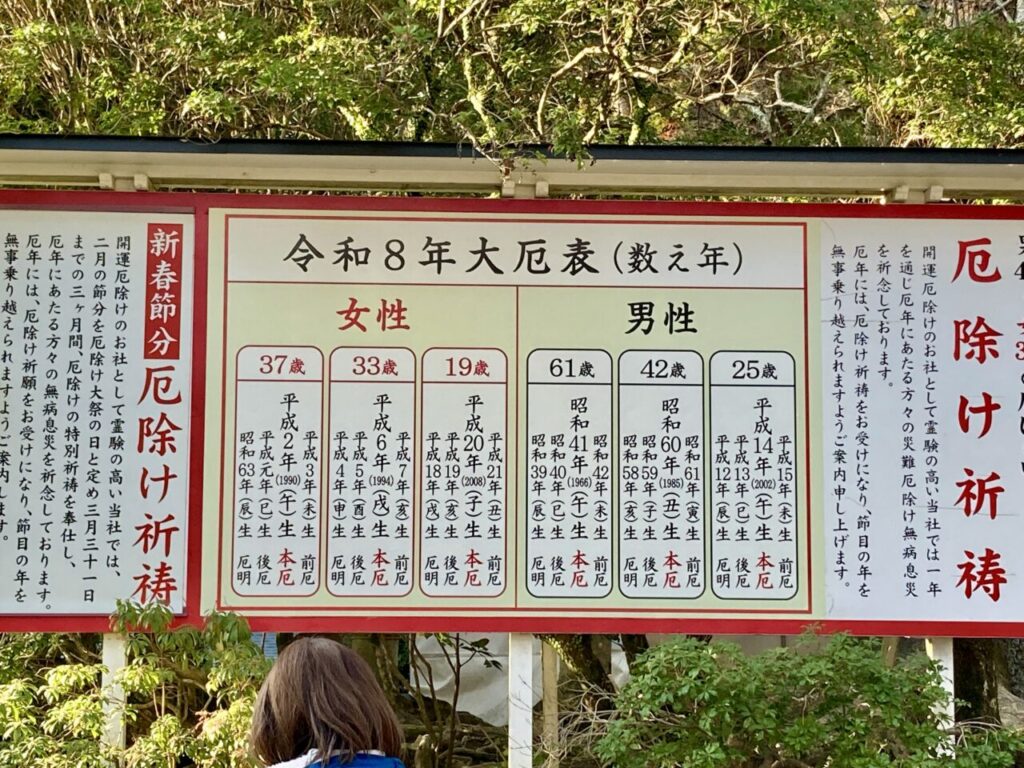 新春節分厄除け祈祷
開運厄除けのお社として霊験の高い当社では、
二月の節分を厄除け大祭の日と定め三月三十一日
までの三ヶ月間、厄除けの特別祈祷を奉仕し、
厄年にあたる方々の無病息災を祈念しております。
厄年には、厄除け祈願をお受けになり、節目の年を
無事乗り越えられますようご案内します。
令和8年大厄表(数え年)
男性
25歳
平成15年(未)生 前厄
平成14年(2002)(午)生 本厄
平成13年(巳)生 後厄
平成12年(辰)生 厄明
42歳
昭和61年(寅)生 前厄
昭和60年(1985)(丑)生 本厄
昭和59年(子)生 後厄
昭和58年(亥)生 厄明
61歳
昭和42年(未)生 前厄
昭和41年(1966)(午)生 本厄
昭和40年(巳)生 後厄
昭和39年(辰)生 厄明
女性
19歳
平成21年(丑)生 前厄
平成20年(2008)(子)生 本厄
平成19年(亥)生 後厄
平成18年(戌)生 厄明
33歳
平成7年(亥)生 前厄
平成6年(1994)(戌)生 本厄
平成5年(酉)生 後厄
平成4年(申)生 厄明
37歳
平成3年(未)生 前厄
平成2年(1990)(午)生 本厄
平成元年(巳)生 後厄
昭和63年(辰)生 厄明
厄除け祈祷
開運厄除けのお社として霊験の高い当社では一年
を通じ厄年にあたる方々の災難厄除け無病息災
を祈念しております。
厄年には、厄除け祈祷をお受けになり、節目の年を
無事乗り越えられますようご案内申し上げます。